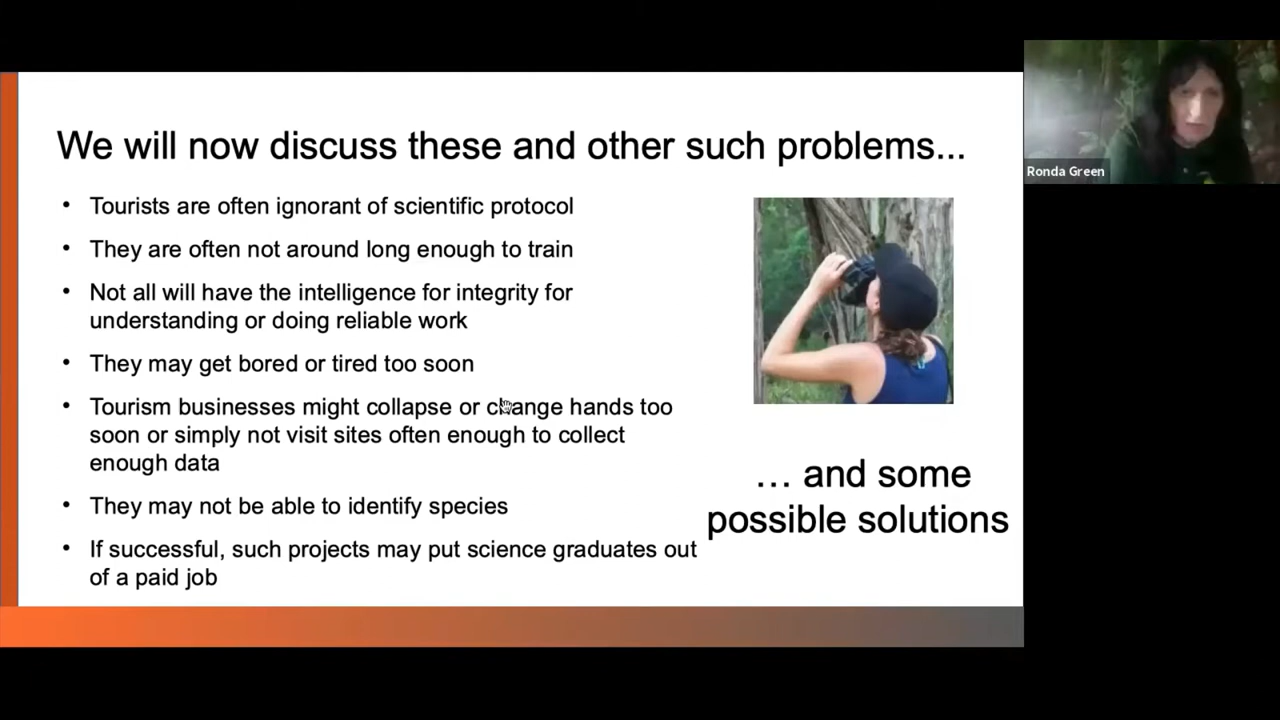 We will now discuss these and other such problems...
• Tourists are often ignorant of scientific protocol
• They are often not around long enough to train
• Not all will have the intelligence for integrity for
understanding or doing reliable work
• They may get bored or tired too soon
• Tourism businesses might collapse or change hands too
soon or simply not visit sites often enough to collect
enough data
• They may not be able to identify species
• If successful, such projects may put science graduates out
of a paid job
… and some
possible solutions
Ronda Green